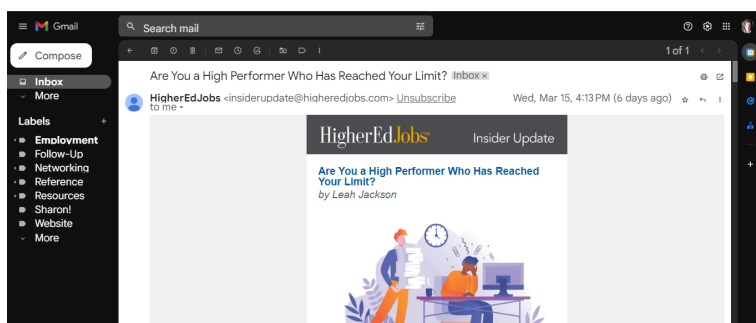 Gmail
Search mail
Compose
1 of 1
Inbox
More
Labels
+
Employment
Follow-Up
Networking
Reference
Resources
Sharon!
Website
More
Are You a High Performer Who Has Reached Your Limit? Inbox ×
HigherEdJobs <insiderupdate@higheredjobs.com> Unsubscribe
Wed, Mar 15, 4:13 PM (6 days ago)
to me
HigherEdJobs Insider Update
Are You a High Performer Who Has Reached
Your Limit?
by Leah Jackson